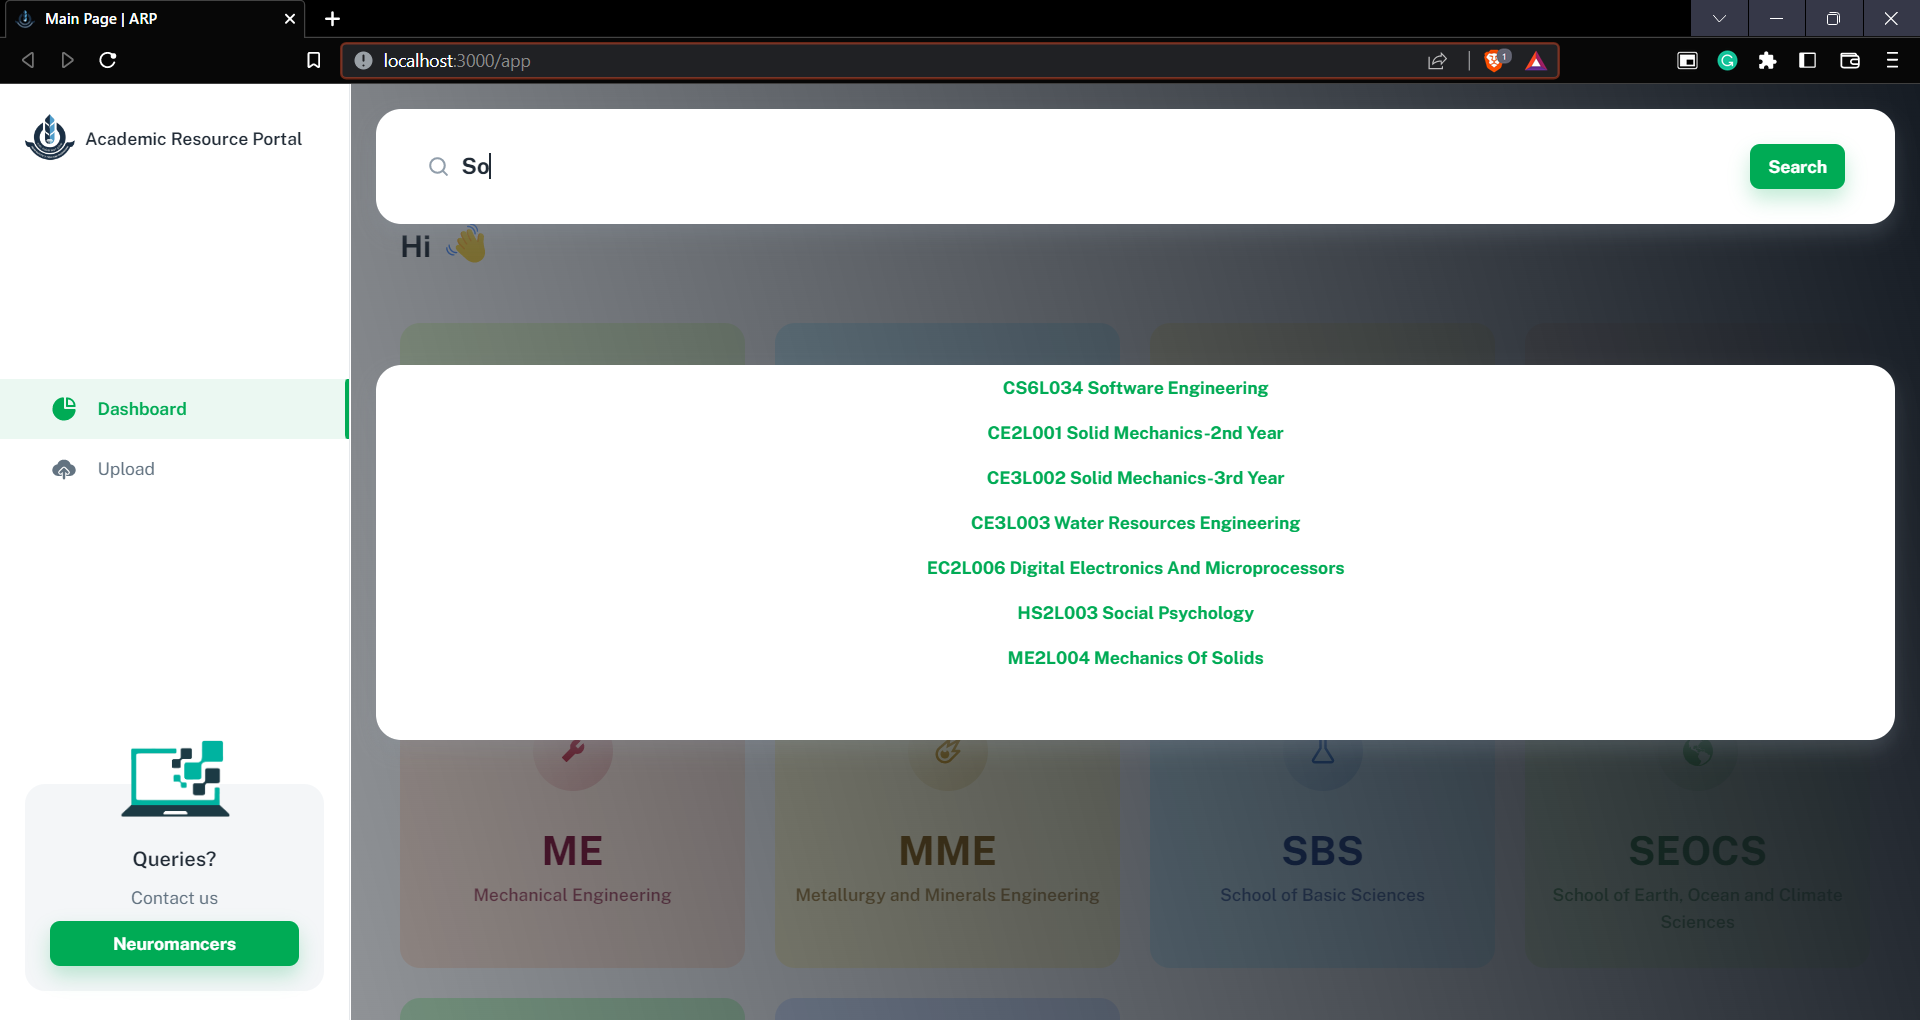 Main Page | ARP
localhost:3000/app
1
Academic Resource Portal
So
Search
Hi
Dashboard
Upload
CS6L034 Software Engineering
CE2L001 Solid Mechanics-2nd Year
CE3L002 Solid Mechanics-3rd Year
CE3L003 Water Resources Engineering
EC2L006 Digital Electronics And Microprocessors
HS2L003 Social Psychology
ME2L004 Mechanics Of Solids
ME
Mechanical Engineering
MME
Metallurgy and Minerals Engineering
SBS
School of Basic Sciences
SEOCS
School of Earth, Ocean and Climate
Sciences
Queries?
Contact us
Neuromancers